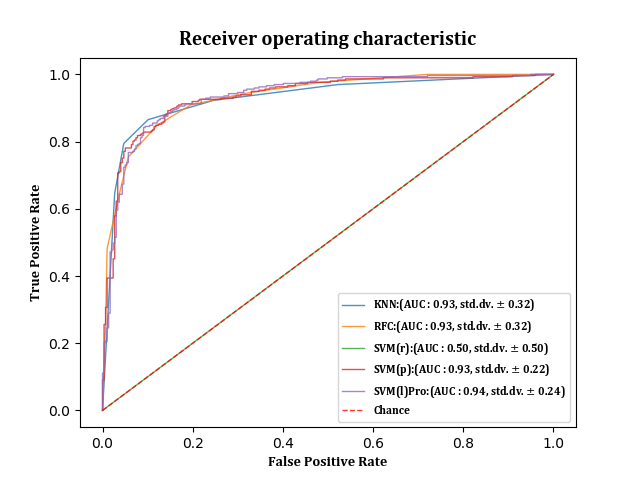 Receiver operating characteristic
1.0
0.8
0.6
0.4
0.2
0.0
True Positive Rate
0.0 0.2 0.4 0.6 0.8 1.0
False Positive Rate
KNN:(AUC : 0.93, std.dv. ± 0.32)
RFC:(AUC : 0.93, std.dv. ± 0.32)
SVM(r):(AUC : 0.50, std.dv. ± 0.50)
SVM(p):(AUC : 0.93, std.dv. ± 0.22)
SVM(l)Pro:(AUC : 0.94, std.dv. ± 0.24)
Chance